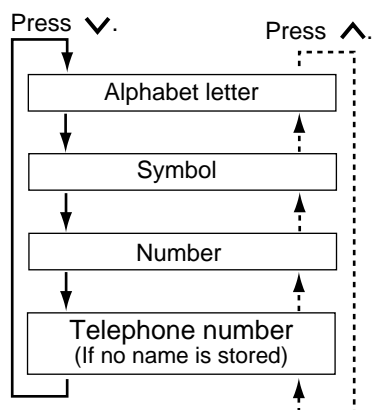 Press ∨.
Press ∧.
Alphabet letter
Symbol
Number
Telephone number
(If no name is stored)